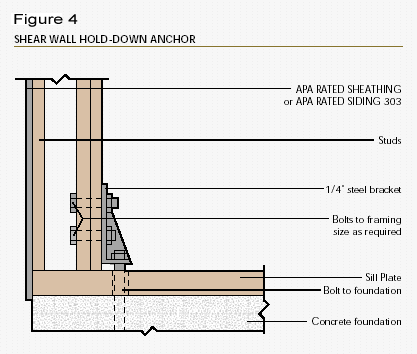 Figure 4
SHEAR WALL HOLD-DOWN ANCHOR
APA RATED SHEATHING
or APA RATED SIDING 303
Studs
1/4" steel bracket
Bolts to framing
size as required
Sill Plate
Bolt to foundation
Concrete foundation